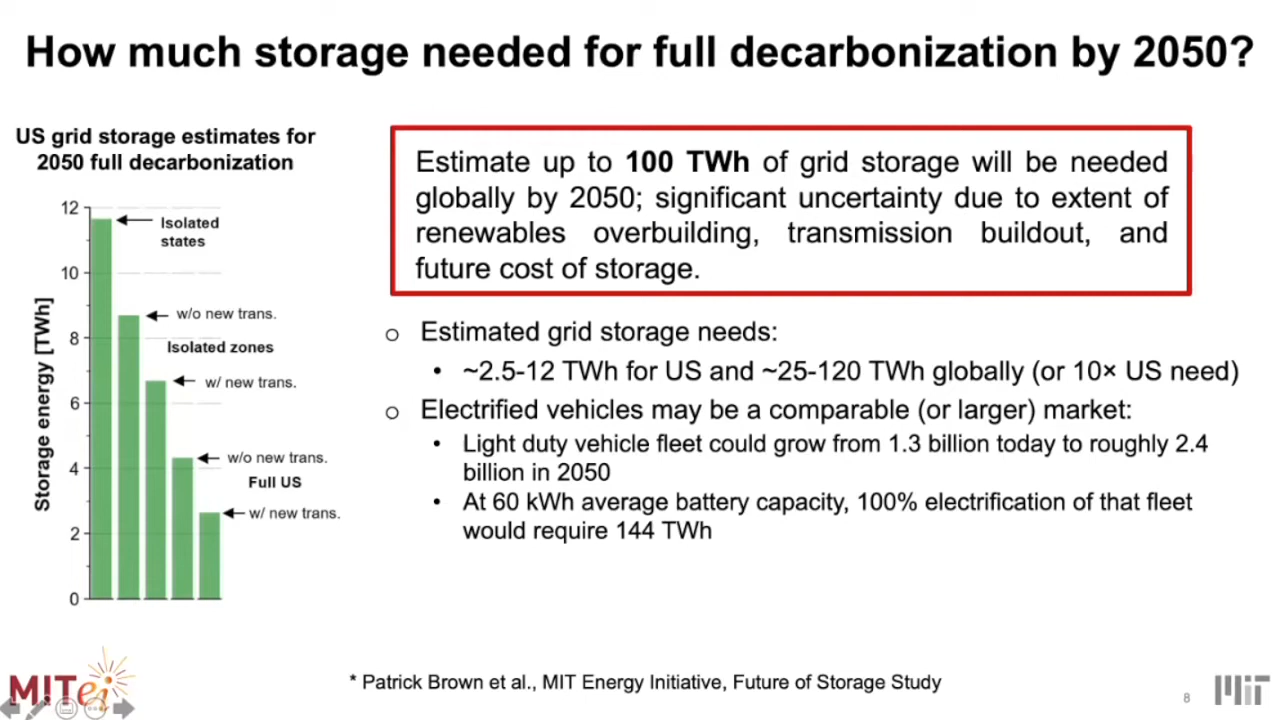 How much storage needed for full decarbonization by 2050?
US grid storage estimates for
2050 full decarbonization
Storage energy [TWh]
12
10
8
6
4
2
0
Isolated
states
w/o new trans.
Isolated zones
w/ new trans.
w/o new trans.
Full US
w/ new trans.
Estimate up to 100 TWh of grid storage will be needed
globally by 2050; significant uncertainty due to extent of
renewables overbuilding, transmission buildout, and
future cost of storage.
o Estimated grid storage needs:
• ~2.5-12 TWh for US and ~25-120 TWh globally (or 10× US need)
o Electrified vehicles may be a comparable (or larger) market:
• Light duty vehicle fleet could grow from 1.3 billion today to roughly 2.4
billion in 2050
• At 60 kWh average battery capacity, 100% electrification of that fleet
would require 144 TWh
MITei
* Patrick Brown et al., MIT Energy Initiative, Future of Storage Study
8
MIT